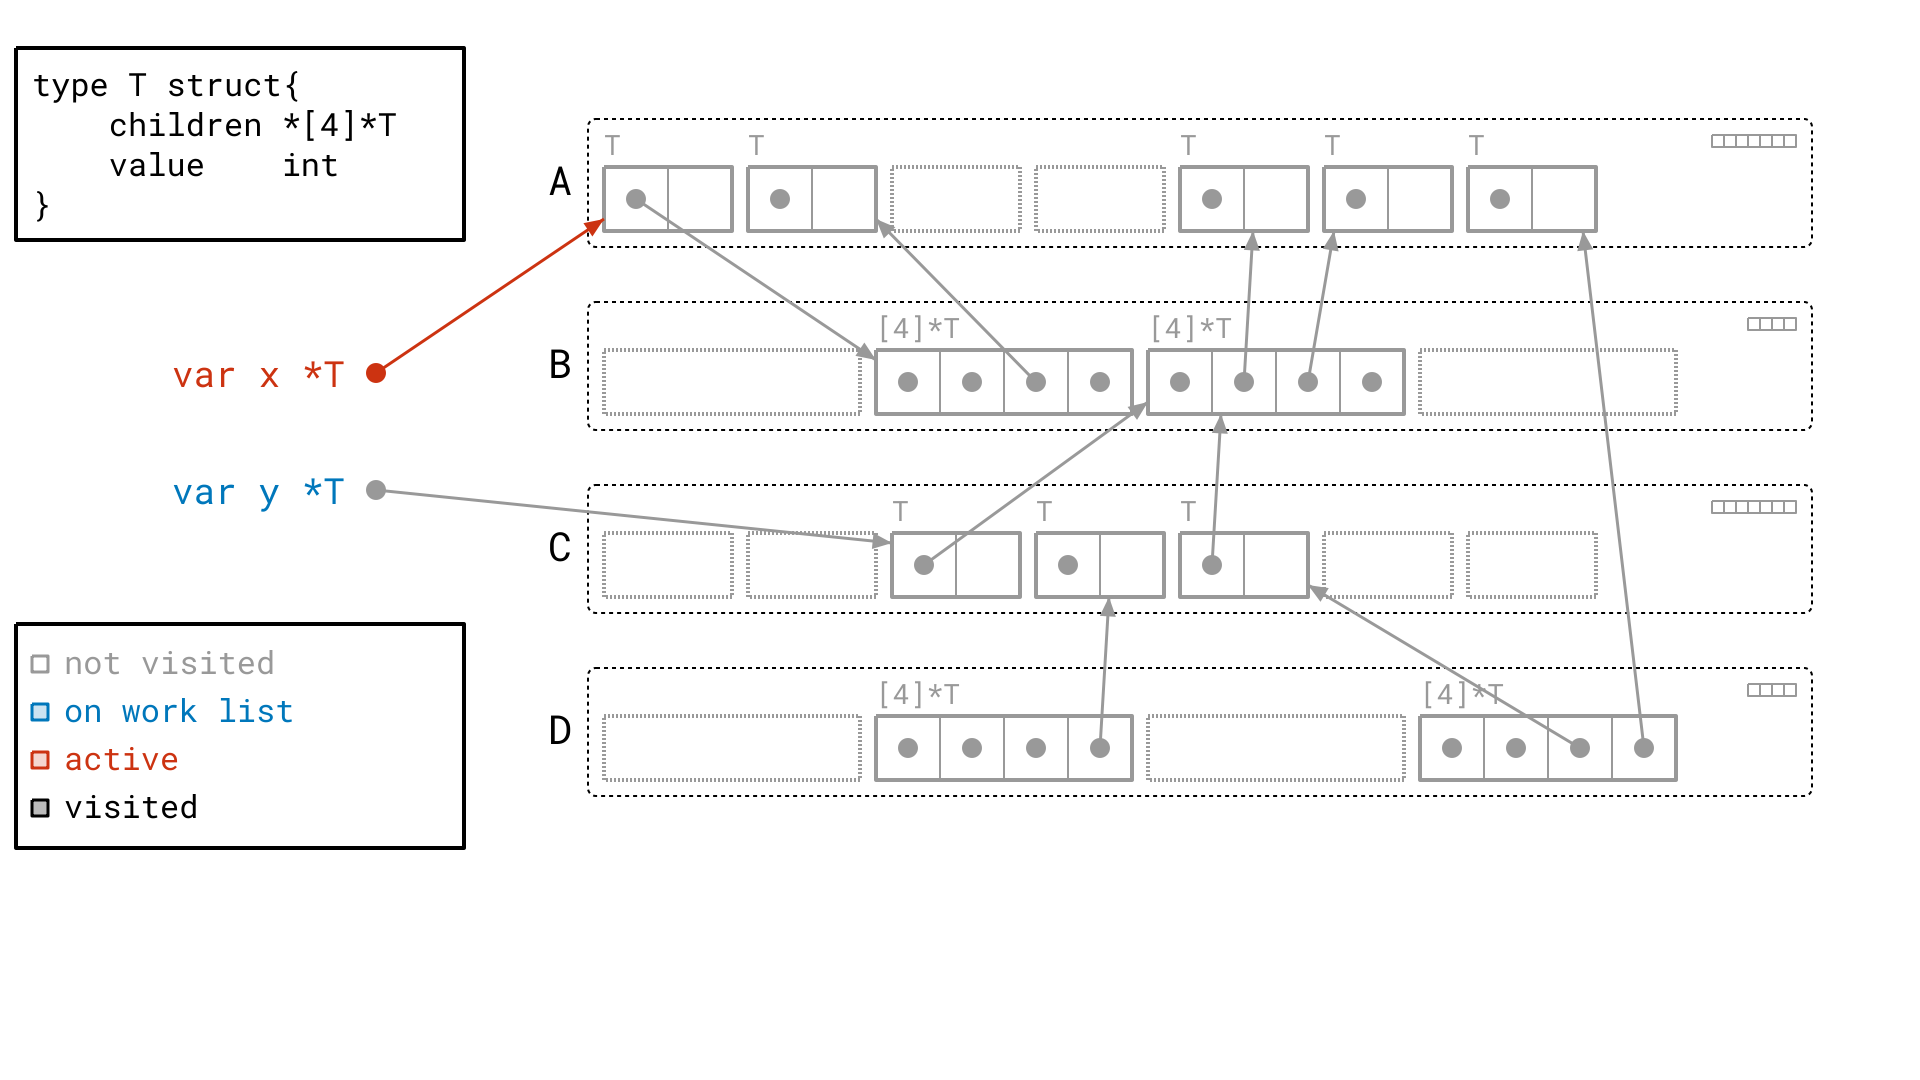 type T struct{
    children *[4]*T
    value    int
}
T T T T T
A
[4]*T [4]*T
B
var x *T
var y *T
T T T
C
not visited
on work list
active
visited
[4]*T [4]*T
D